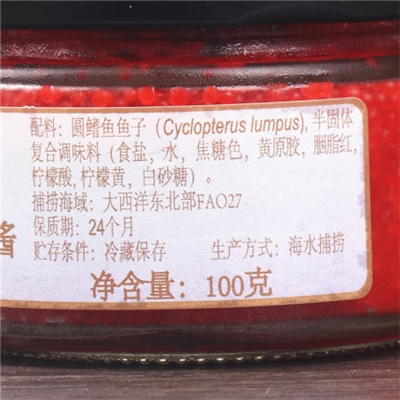 配料：圆鳍鱼鱼子（Cyclopterus lumpus), 半固体
复合调味料（食盐，水，焦糖色，黄原胶，胭脂红,
柠檬酸, 柠檬黄，白砂糖）。
捕捞海域：大西洋东北部FAO27
保质期: 24个月
酱
贮存条件：冷藏保存 生产方式：海水捕捞
净含量：100克